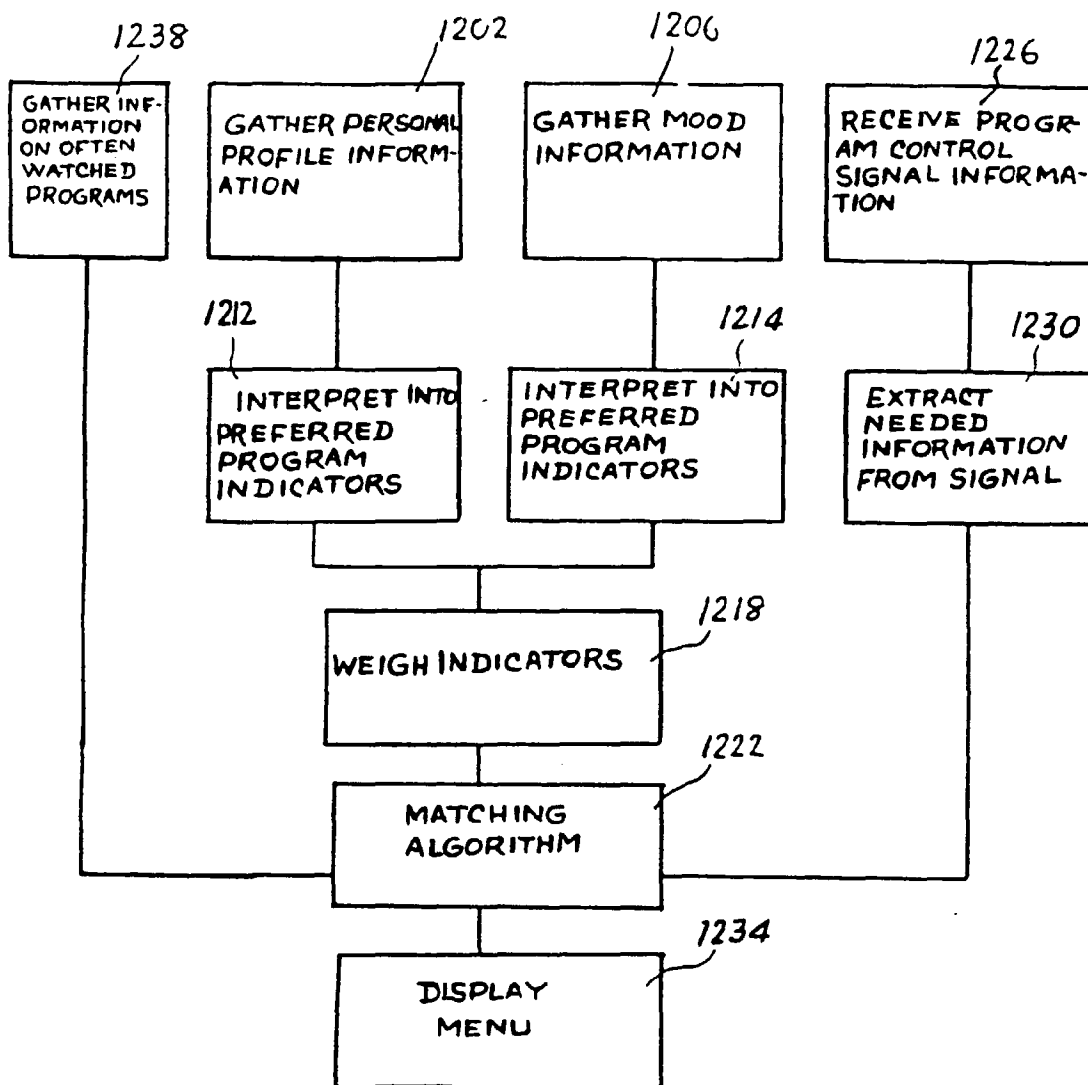 1238
1202
1206
1226
GATHER INF-
ORMATION
ON OFTEN
WATCHED
PROGRAMS
GATHER PERSONAL
PROFILE INFORM-
ATION
GATHER MOOD
INFORMATION
RECEIVE PROGR-
AM CONTROL
SIGNAL INFORMA-
TION
1212
1214
1230
INTERPRET INTO
PREFERRED
PROGRAM
INDICATORS
INTERPRET INTO
PREFERRED
PROGRAM
INDICATORS
EXTRACT
NEEDED
INFORMATION
FROM SIGNAL
1218
WEIGH INDICATORS
1222
MATCHING
ALGORITHM
1234
DISPLAY
MENU